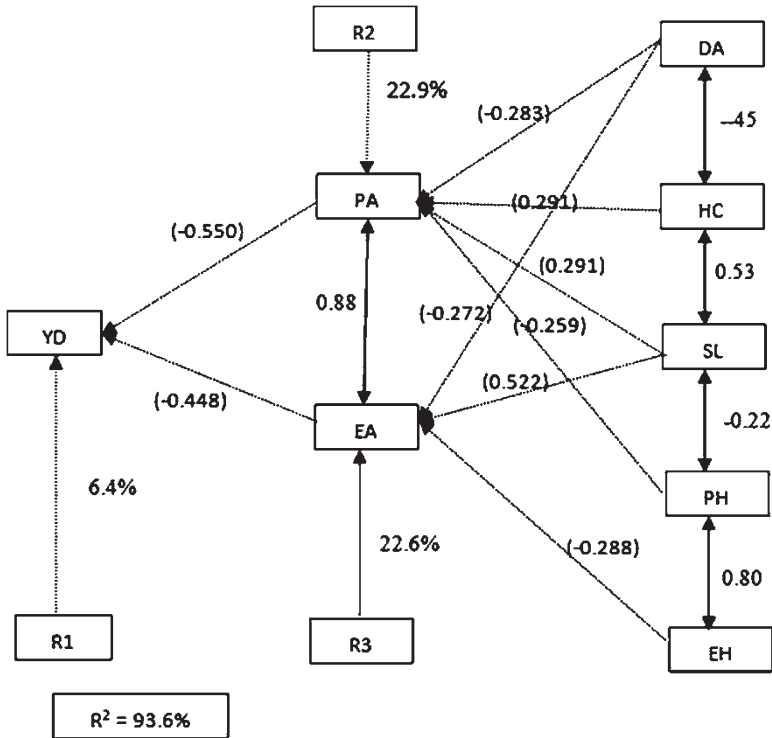 R2
DA
22.9%
(-0.283)
–.45
PA
(0.291)
HC
(-0.550)
(0.291)
0.53
0.88
(-0.272)
(-0.259)
YD
SL
(-0.448)
(0.522)
EA
-0.22
6.4%
PH
22.6%
(-0.288)
0.80
R1
R3
EH
R² = 93.6%